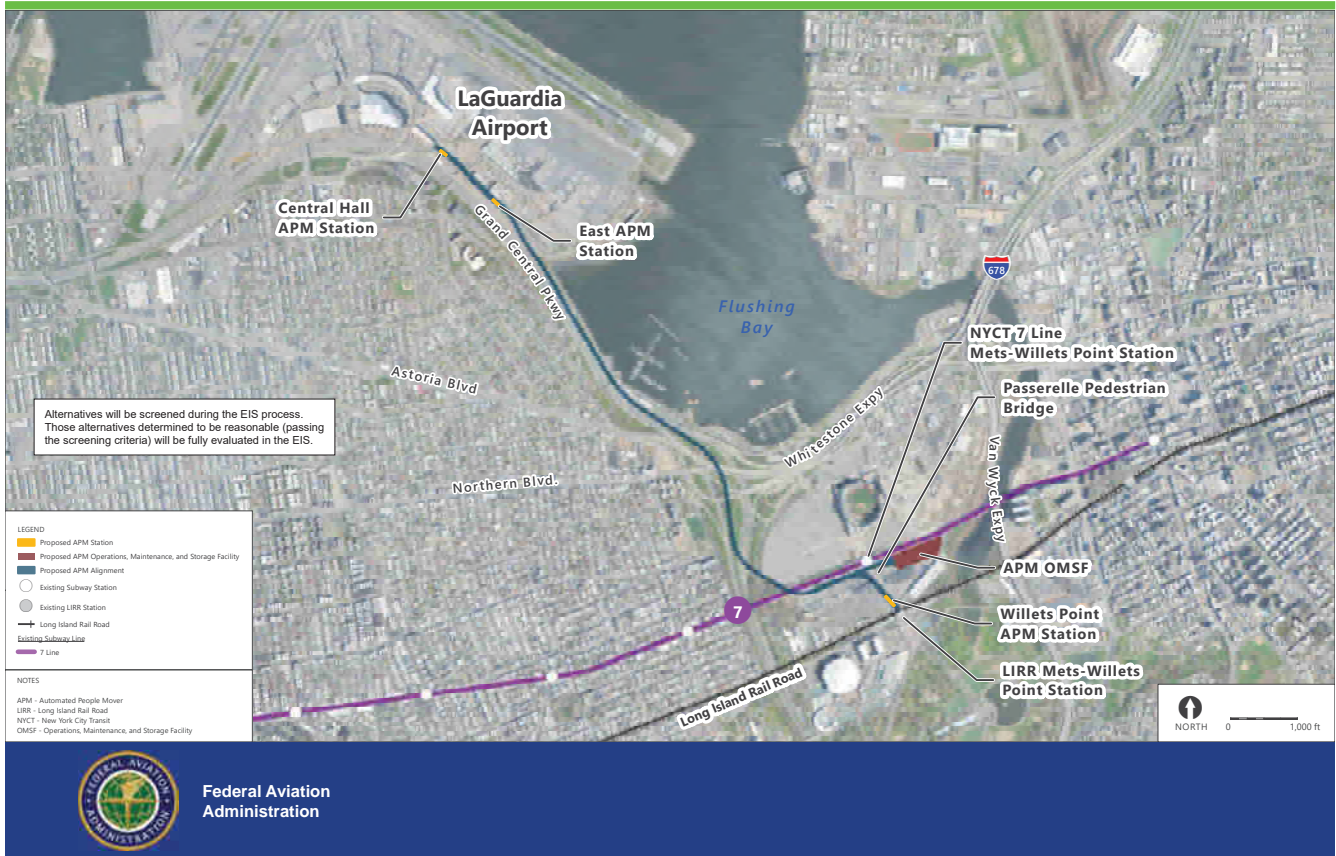 LaGuardia
Airport
Central Hall
APM Station
East APM
Station
Grand Central Pkwy
678
Flushing
Bay
NYCT 7 Line
Mets-Willets Point Station
Passerelle Pedestrian
Bridge
Astoria Blvd
Whitestone Expy
Van Wyck Expy
Northern Blvd.
Alternatives will be screened during the EIS process.
Those alternatives determined to be reasonable (passing
the screening criteria) will be fully evaluated in the EIS.
APM OMSF
7
Willets Point
APM Station
LIRR Mets-Willets
Point Station
Long Island Rail Road
LEGEND
Proposed APM Station
Proposed APM Operations, Maintenance, and Storage Facility
Proposed APM Alignment
Existing Subway Station
Existing LIRR Station
Long Island Rail Road
Existing Subway Line
7 Line
NOTES
APM - Automated People Mover
LIRR - Long Island Rail Road
NYCT - New York City Transit
OMSF - Operations, Maintenance, and Storage Facility
NORTH
0
1,000 ft
FEDERAL AVIATION
ADMINISTRATION
Federal Aviation
Administration